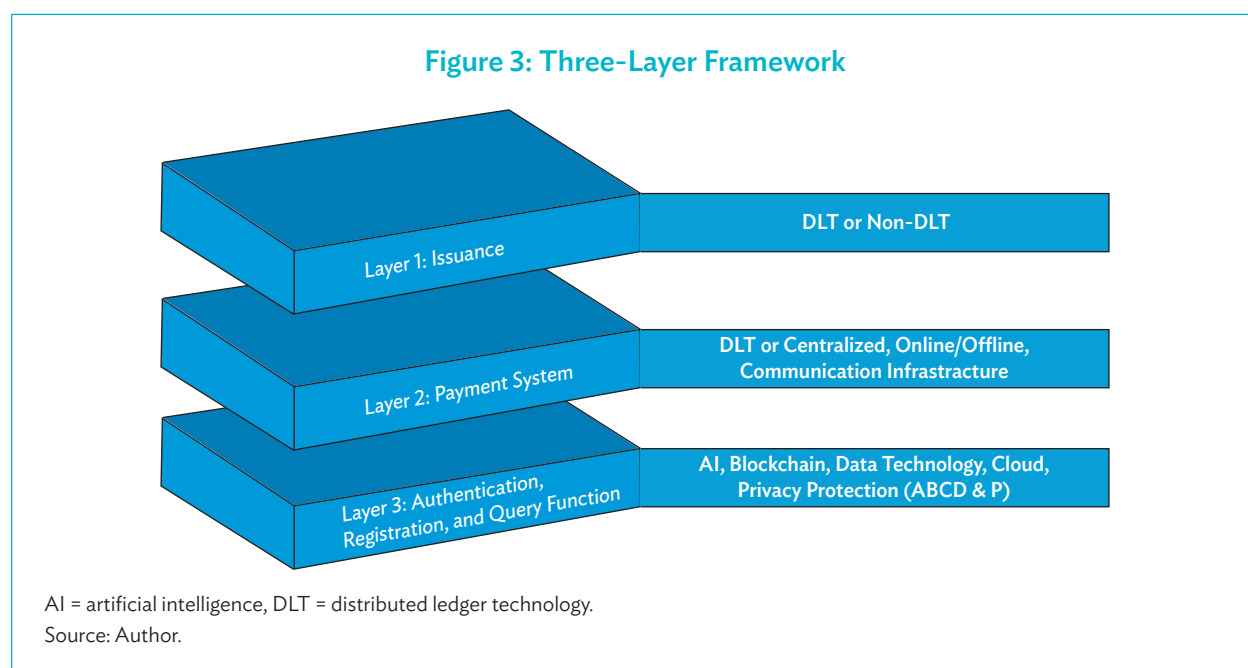 Figure 3: Three-Layer Framework
Layer 1: Issuance
DLT or Non-DLT
Layer 2: Payment System
DLT or Centralized, Online/Offline,
Communication Infrastracture
Layer 3: Authentication,
Registration, and Query Function
AI, Blockchain, Data Technology, Cloud,
Privacy Protection (ABCD & P)
AI = artificial intelligence, DLT = distributed ledger technology.
Source: Author.